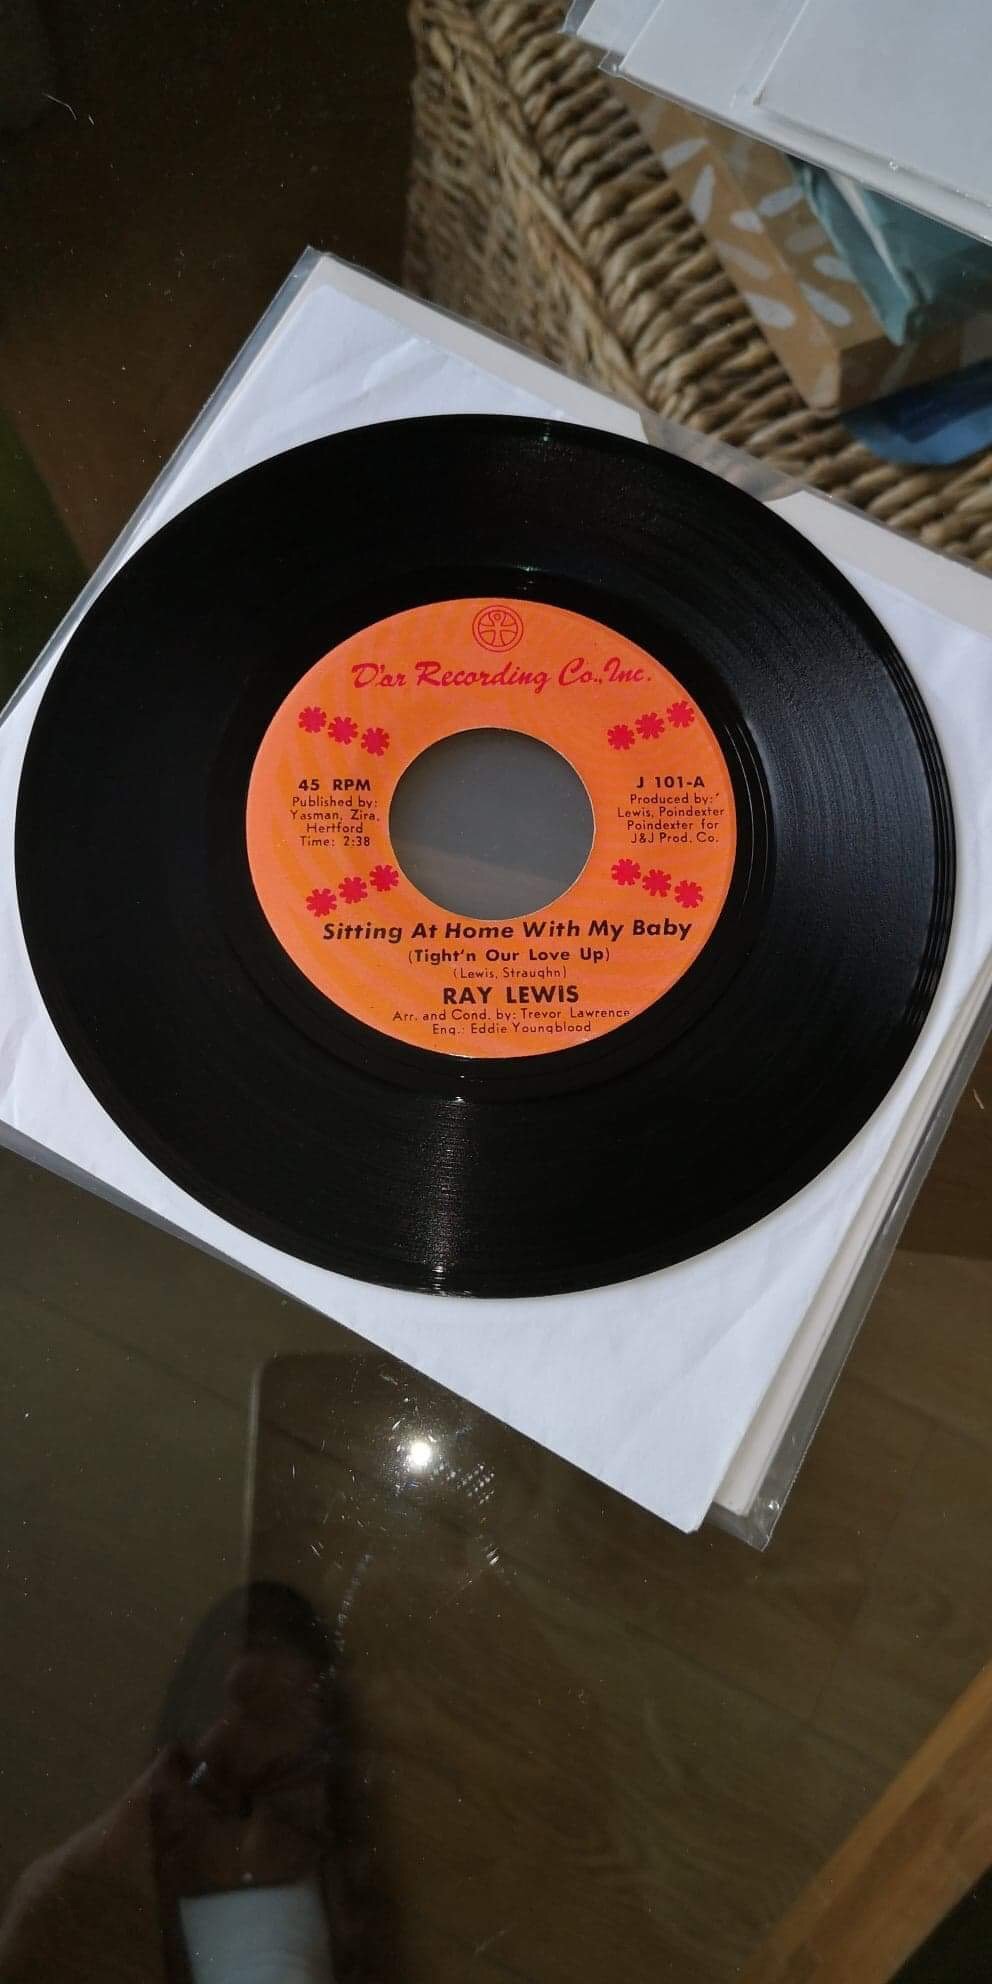 D'ar Recording Co., Inc.
45 RPM
Published by:
Yasman, Zira,
Hertford
Time: 2:38
J 101-A
Produced by:
Lewis, Poindexter
Poindexter for
J&J Prod. Co.
Sitting At Home With My Baby
(Tight'n Our Love Up)
(Lewis, Straughn)
RAY LEWIS
Arr. and Cond. by: Trevor Lawrence
Eng.: Eddie Youngblood